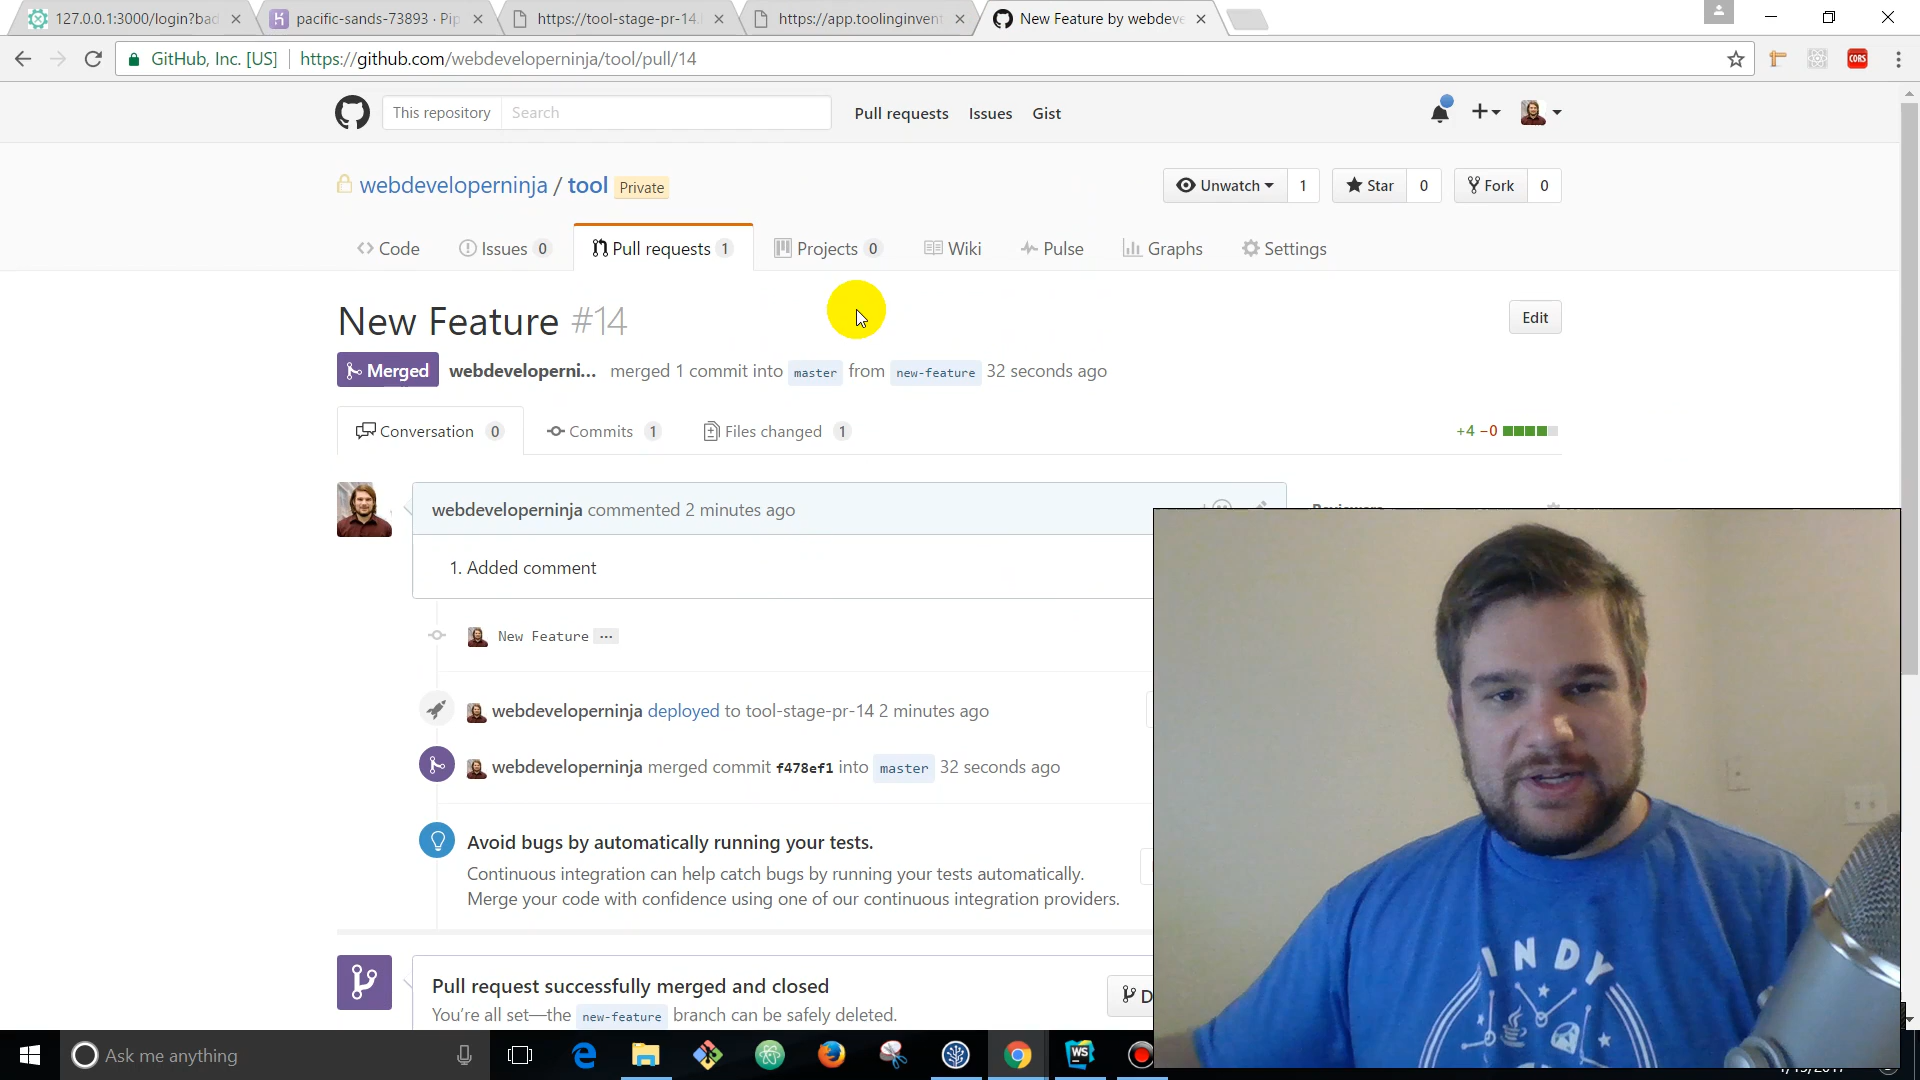 127.0.0.1:3000/login?bad
pacific-sands-73893 · Pip
https://tool-stage-pr-14.
https://app.toolinginvent
New Feature by webdeve
GitHub, Inc. [US]
https://github.com/webdeveloperninja/tool/pull/14
CORS
This repository
Search
Pull requests
Issues
Gist
webdeveloperninja / tool
Private
Unwatch
1
Star
0
Fork
0
Code
Issues 0
Pull requests 1
Projects 0
Wiki
Pulse
Graphs
Settings
New Feature #14
Edit
Merged
webdeveloperni... merged 1 commit into master from new-feature 32 seconds ago
Conversation 0
Commits 1
Files changed 1
+4 −0
webdeveloperninja commented 2 minutes ago
1. Added comment
New Feature ...
webdeveloperninja deployed to tool-stage-pr-14 2 minutes ago
webdeveloperninja merged commit f478ef1 into master 32 seconds ago
Avoid bugs by automatically running your tests.
Continuous integration can help catch bugs by running your tests automatically.
Merge your code with confidence using one of our continuous integration providers.
Pull request successfully merged and closed
D
You're all set—the new-feature branch can be safely deleted.
INDY
Ask me anything
WS